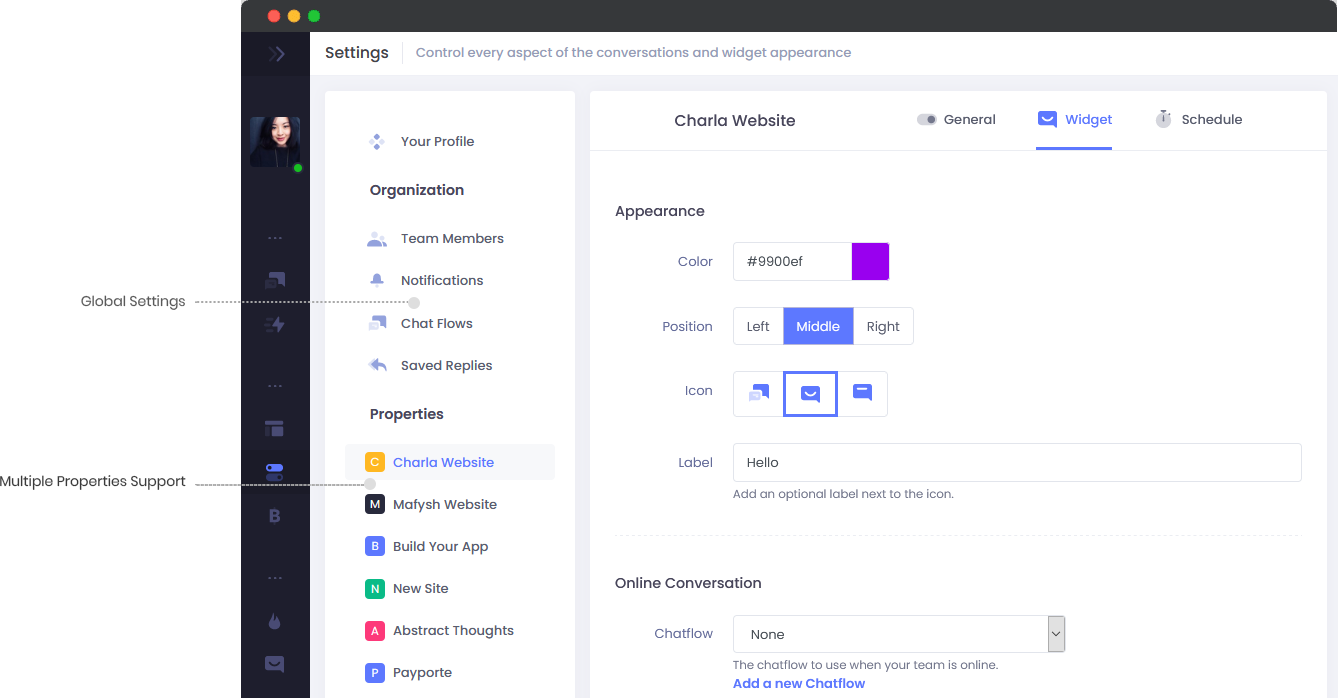 Settings
Control every aspect of the conversations and widget appearance
Your Profile
Organization
Team Members
Notifications
Global Settings
Chat Flows
Saved Replies
Properties
C Charla Website
Multiple Properties Support
M Mafysh Website
B Build Your App
N New Site
A Abstract Thoughts
P Payporte
B
Charla Website
General
Widget
Schedule
Appearance
Color #9900ef
Position Left Middle Right
Icon
Label Hello
Add an optional label next to the icon.
Online Conversation
Chatflow None
The chatflow to use when your team is online.
Add a new Chatflow